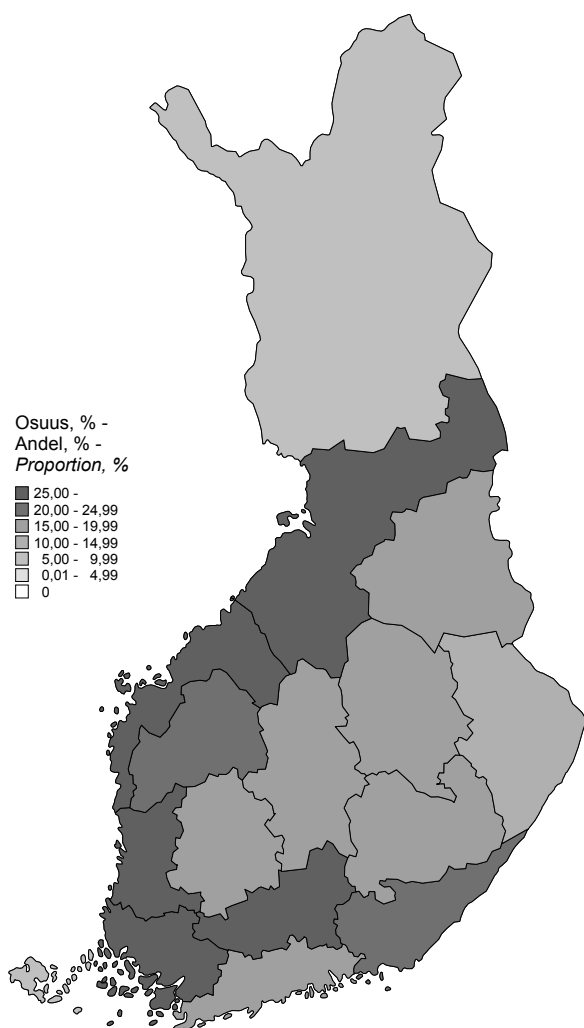 Osuus, % -
Andel, % -
Proportion, %
25,00 -
20,00 - 24,99
15,00 - 19,99
10,00 - 14,99
5,00 - 9,99
0,01 - 4,99
0